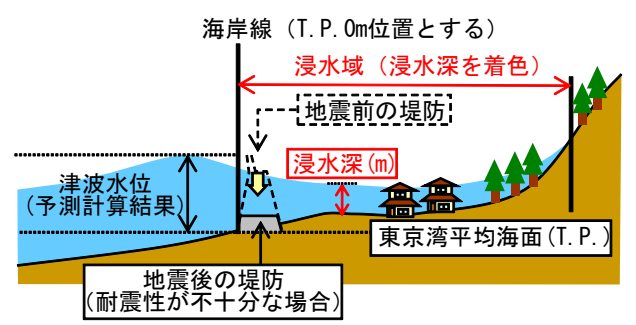 海岸線（T.P.0m位置とする）
浸水域（浸水深を着色）
地震前の堤防
浸水深(m)
津波水位
(予測計算結果)
東京湾平均海面(T.P.)
地震後の堤防
(耐震性が不十分な場合)